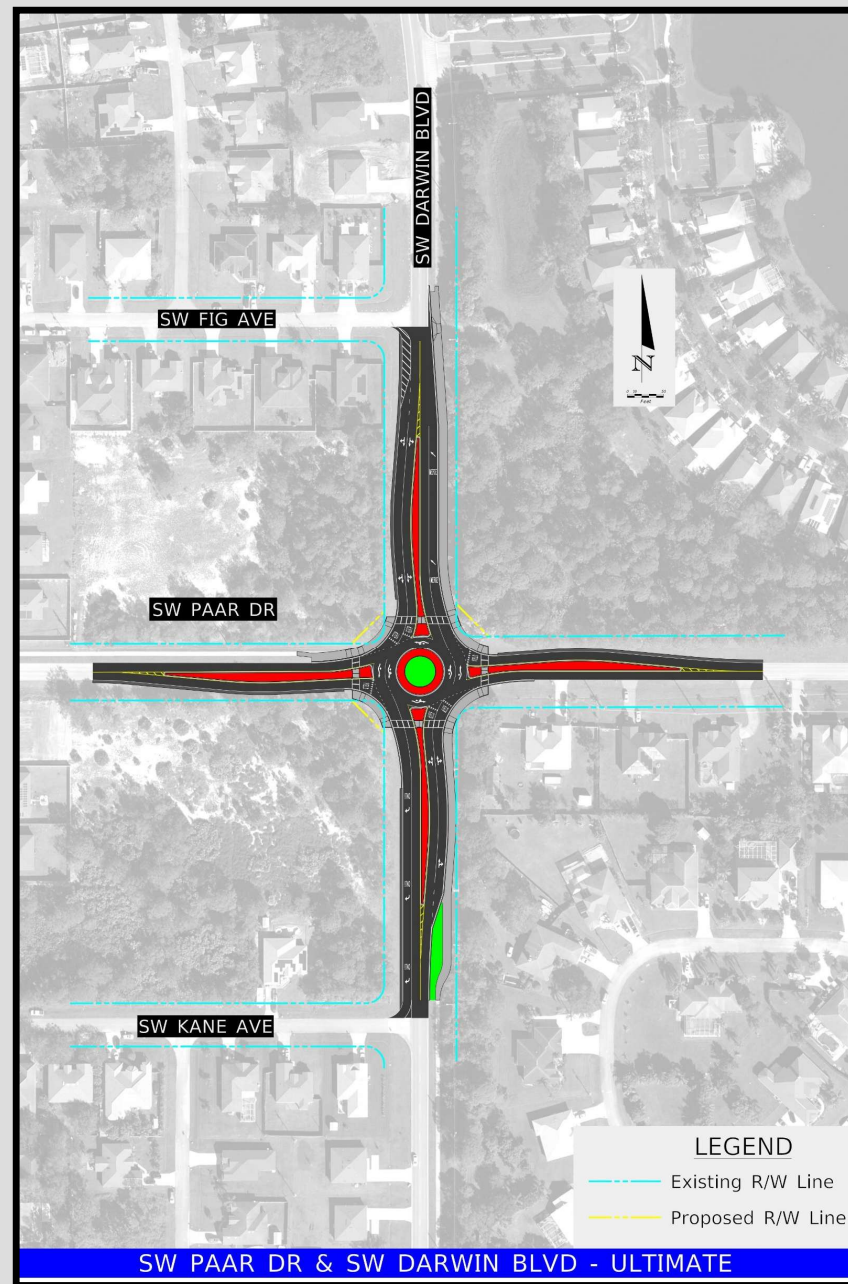 SW DARWIN BLVD
SW FIG AVE
N
Feet
SW PAAR DR
SW KANE AVE
LEGEND
Existing R/W Line
Proposed R/W Line
SW PAAR DR & SW DARWIN BLVD - ULTIMATE